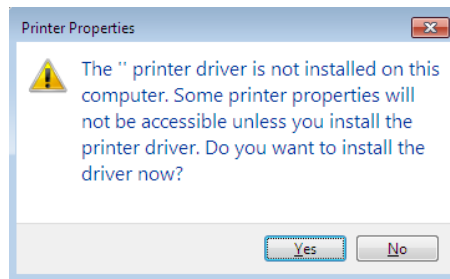 Printer Properties
The '' printer driver is not installed on this
computer. Some printer properties will
not be accessible unless you install the
printer driver. Do you want to install the
driver now?
Yes
No